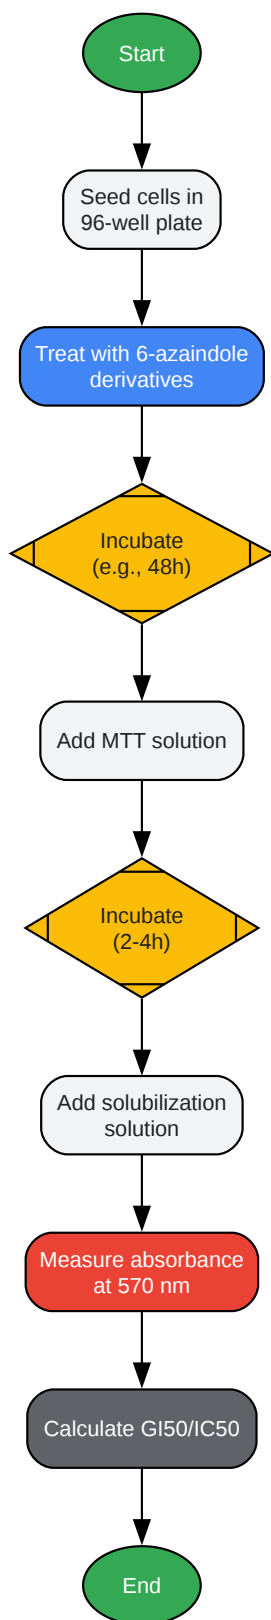 Start
Seed cells in
96-well plate
Treat with 6-azaindole
derivatives
Incubate
(e.g., 48h)
Add MTT solution
Incubate
(2-4h)
Add solubilization
solution
Measure absorbance
at 570 nm
Calculate GI50/IC50
End